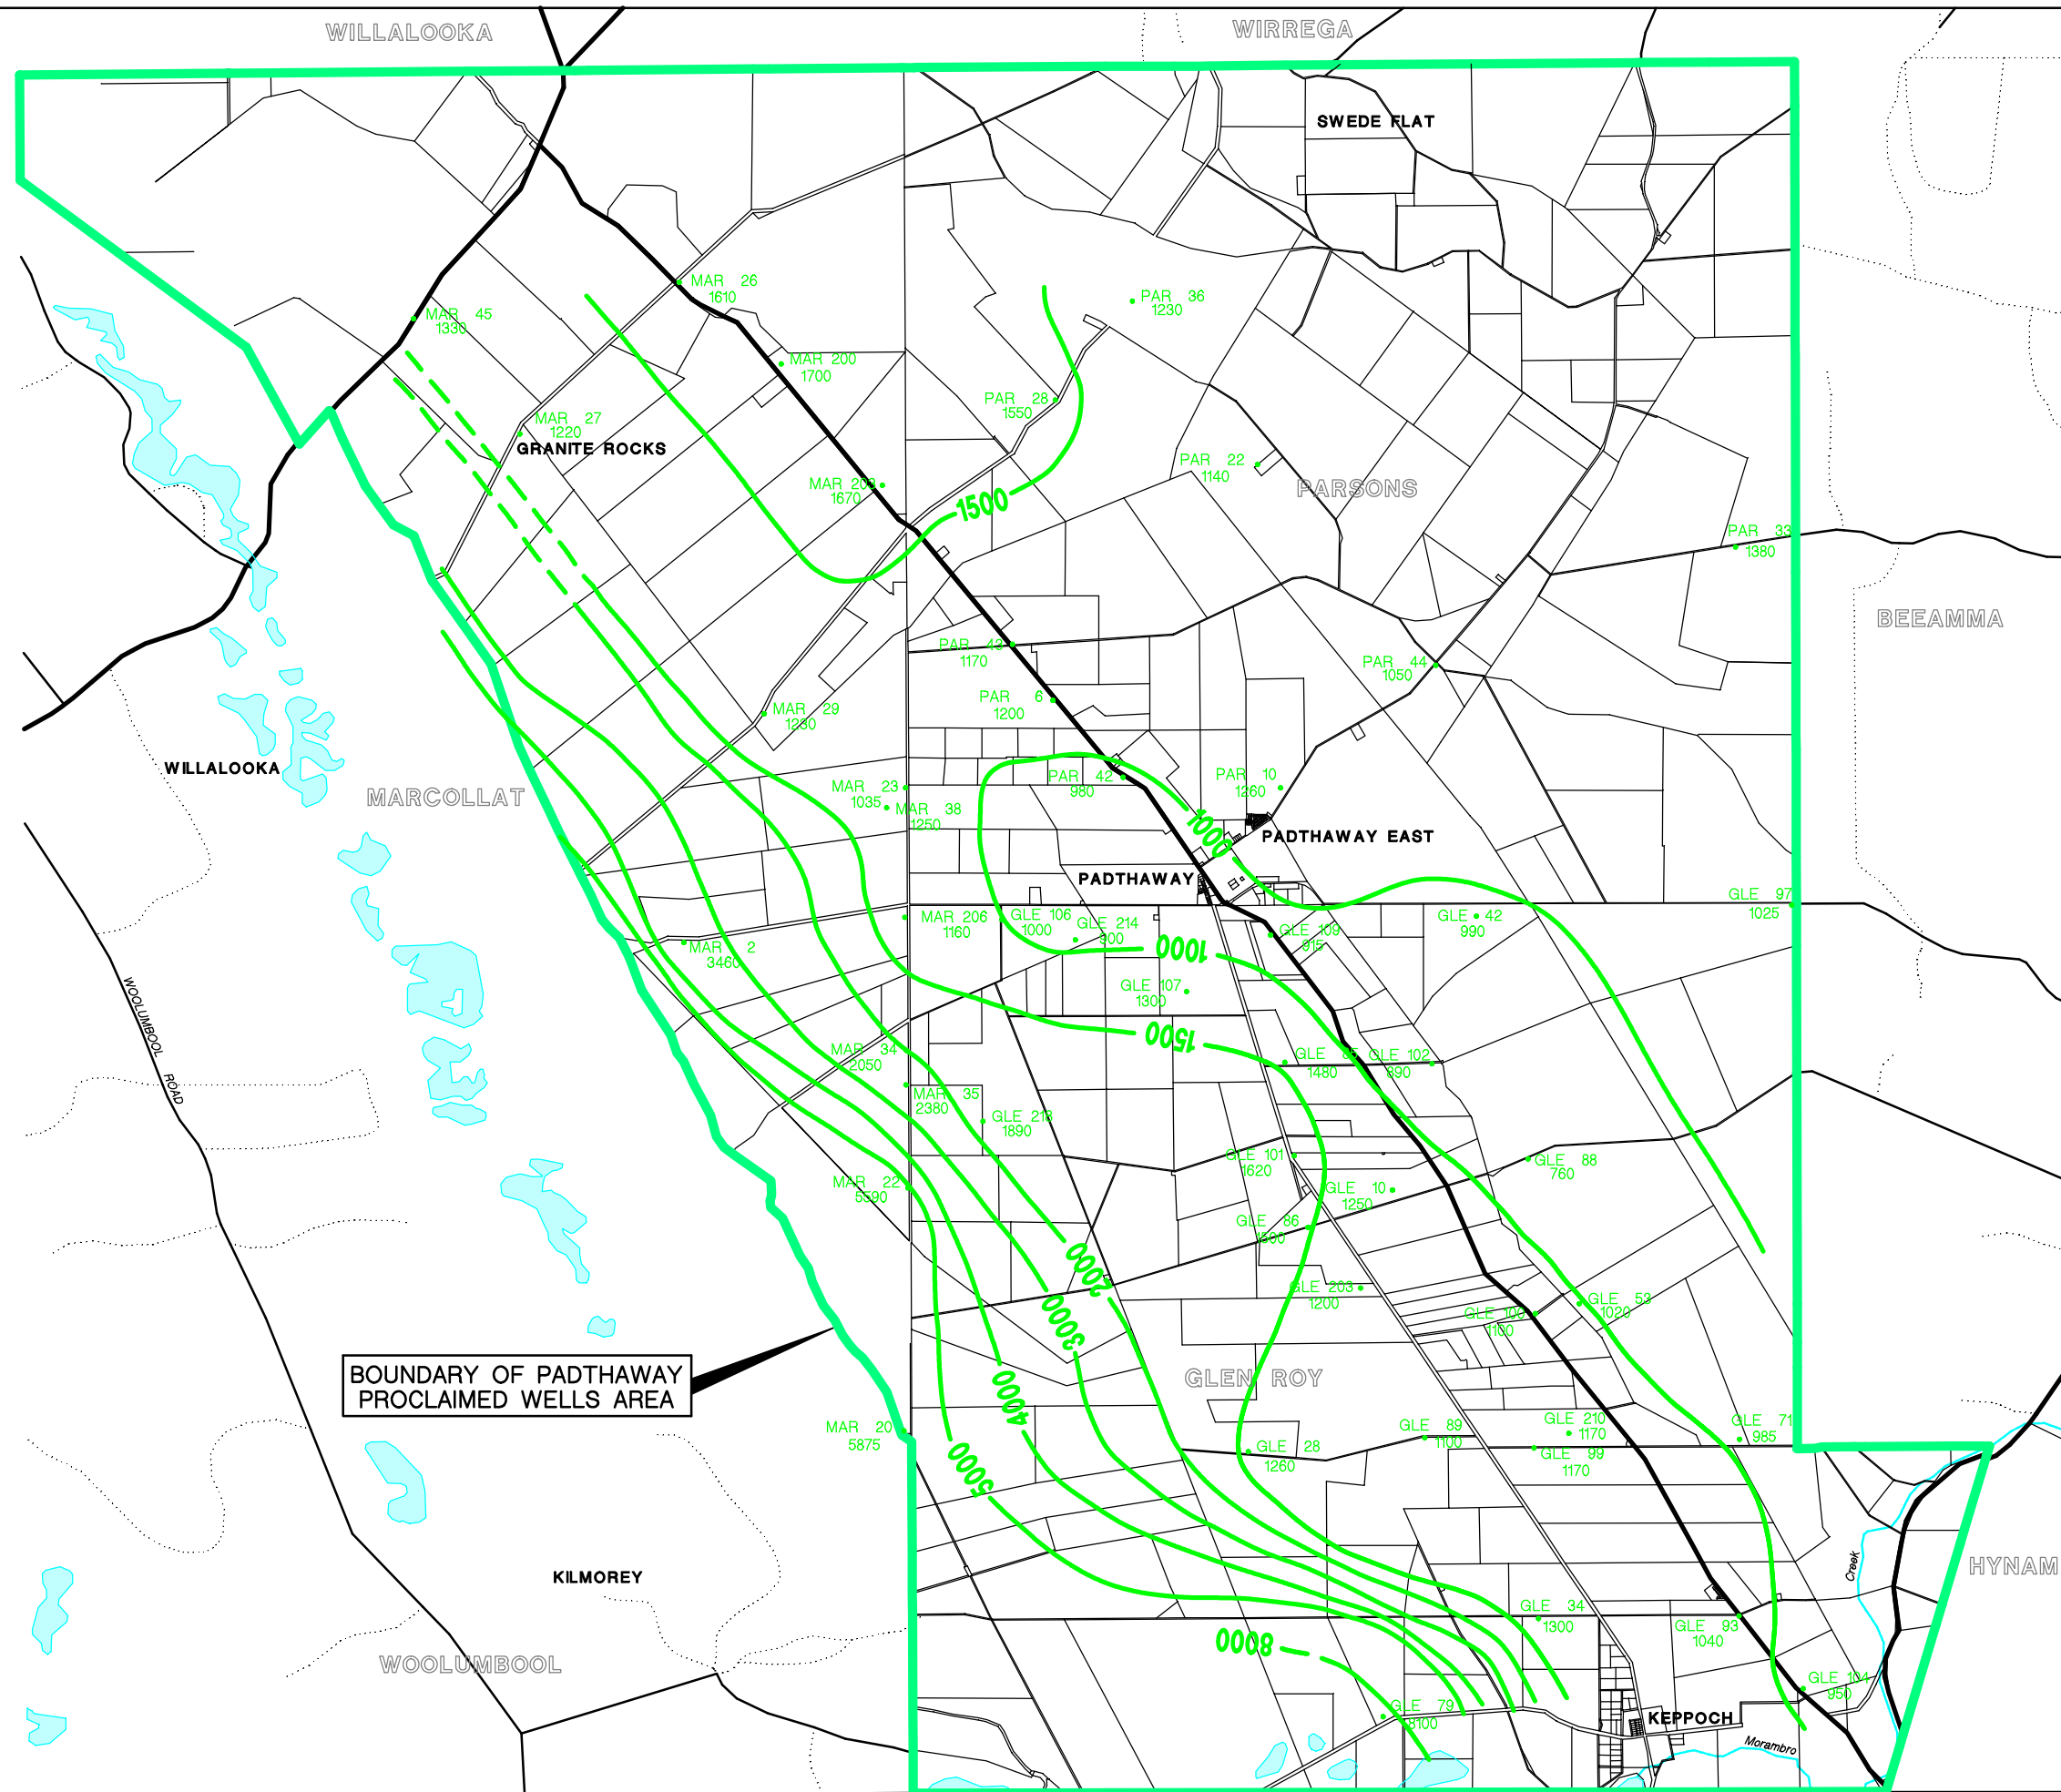 WILLALOOKA
WIRREGA
SWEDE FLAT
MAR 26
1610
PAR 36
1230
MAR 45
1330
MAR 200
1700
PAR 28
1550
MAR 27
1220
GRANITE ROCKS
PAR 22
1140
PARSONS
MAR 203
1670
1500
PAR 33
1380
BEEAMMA
PAR 43
1170
PAR 44
1050
PAR 6
1200
MAR 29
1230
WILLALOOKA
MARCOLLAT
MAR 23
1035
MAR 38
1250
PAR 42
980
PAR 10
1260
1000
PADTHAWAY EAST
PADTHAWAY
GLE 97
1025
MAR 206
1160
GLE 106
1000
GLE 214
900
GLE 109
915
GLE 42
990
MAR 2
3460
1000
GLE 107
1300
WOOLUMBOOL ROAD
1500
MAR 34
2050
GLE 85
1480
GLE 102
890
MAR 35
2380
GLE 218
1890
GLE 101
1620
GLE 88
760
MAR 22
5590
GLE 10
1250
GLE 86
1500
2000
GLE 203
1200
GLE 53
1020
3000
GLE 100
1100
BOUNDARY OF PADTHAWAY
PROCLAIMED WELLS AREA
GLEN ROY
4000
MAR 20
5875
GLE 89
1100
GLE 210
1170
GLE 71
985
GLE 28
1260
GLE 99
1170
5000
KILMOREY
Creek
HYNAM
GLE 34
1300
GLE 93
1040
8000
WOOLUMBOOL
GLE 104
950
GLE 79
8100
KEPPOCH
Morambro